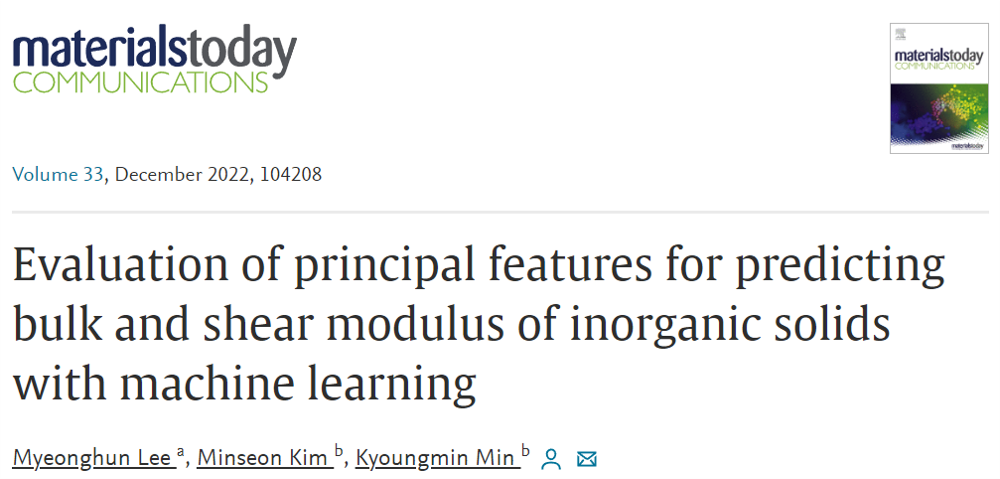 materialstoday
COMMUNICATIONS
materialstoday
COMMUNICATIONS
materialstoday
Volume 33, December 2022, 104208
Evaluation of principal features for predicting
bulk and shear modulus of inorganic solids
with machine learning
Myeonghun Lee a, Minseon Kim b, Kyoungmin Min b